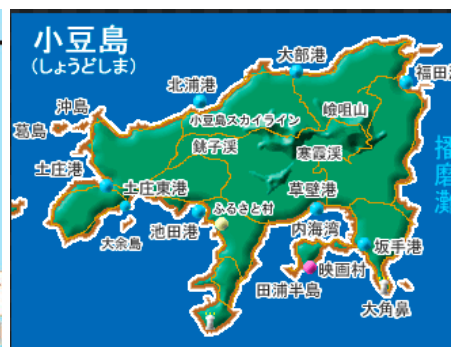 小豆島
(しょうどしま)
大部港
福田港
北浦港
沖島
葛島
小豆島スカイライン
嶮岨山
銚子渓
寒霞渓
播磨灘
土庄港
土庄東港
草壁港
ふるさと村
池田港
大余島
内海湾
坂手港
映画村
田浦半島
大角鼻